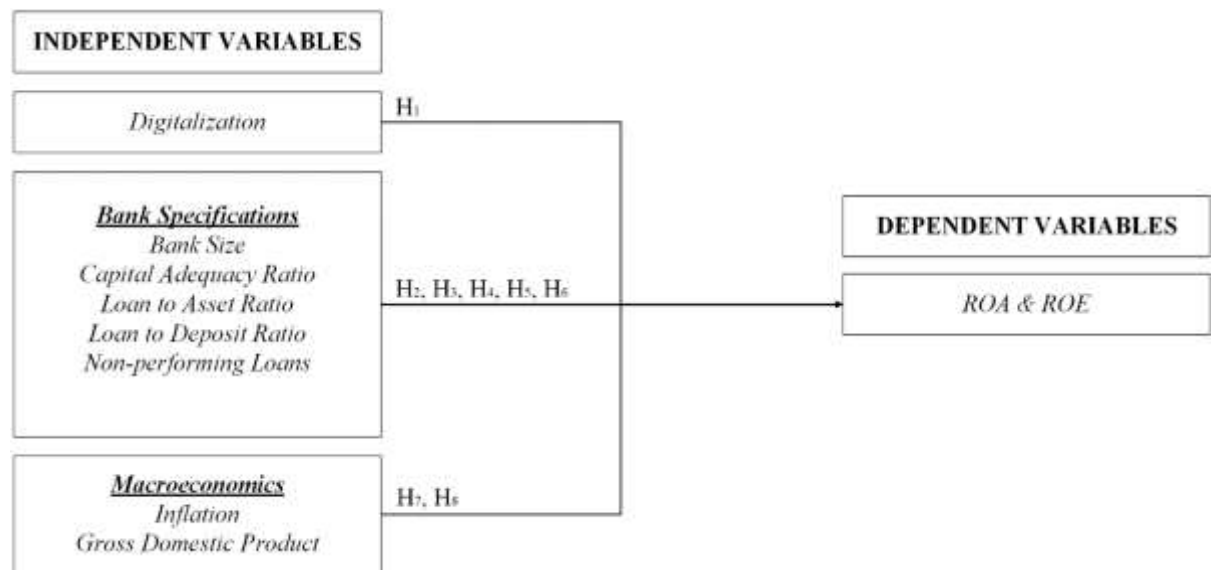 INDEPENDENT VARIABLES
Digitalization
H₁
Bank Specifications
Bank Size
Capital Adequacy Ratio
Loan to Asset Ratio
Loan to Deposit Ratio
Non-performing Loans
H₂, H₃, H₄, H₅, H₆
Macroeconomics
Inflation
Gross Domestic Product
H₇, H₈
DEPENDENT VARIABLES
ROA & ROE